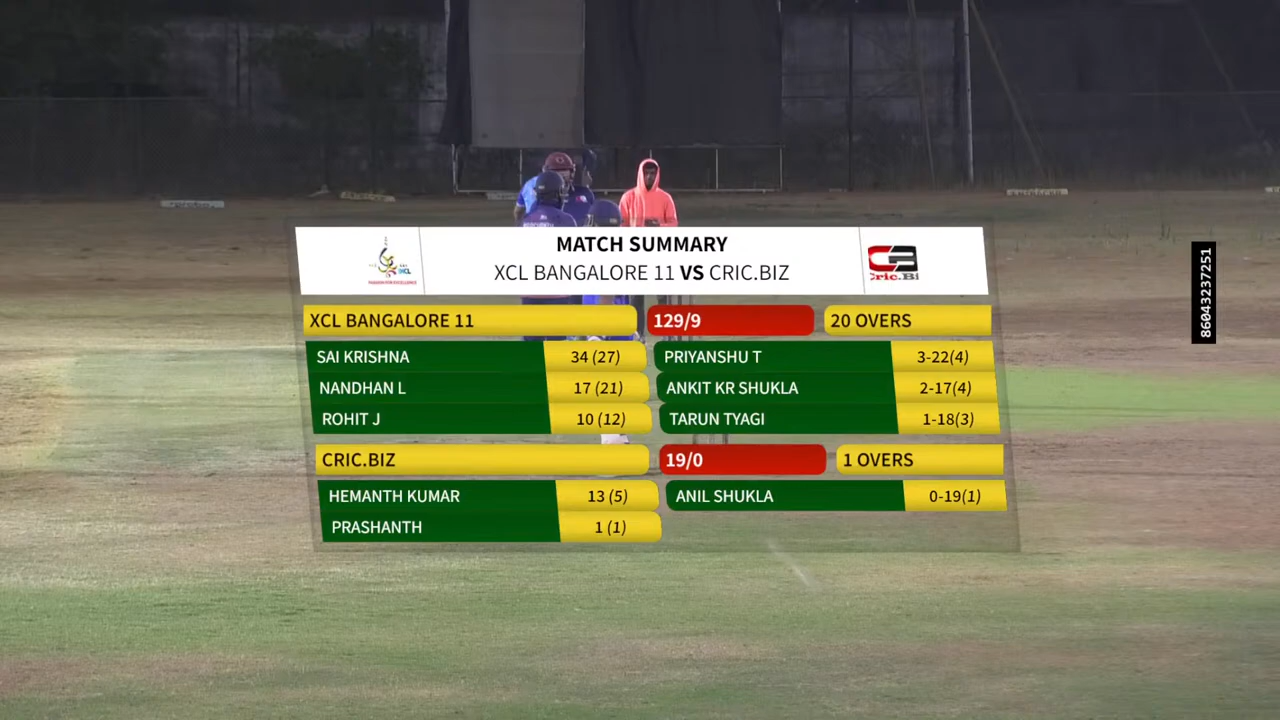 MATCH SUMMARY
XCL BANGALORE 11 VS CRIC.BIZ
XCL BANGALORE 11 129/9 20 OVERS
SAI KRISHNA 34 (27) PRIYANSHU T 3-22(4)
NANDHAN L 17 (21) ANKIT KR SHUKLA 2-17(4)
ROHIT J 10 (12) TARUN TYAGI 1-18(3)
CRIC.BIZ 19/0 1 OVERS
HEMANTH KUMAR 13 (5) ANIL SHUKLA 0-19(1)
PRASHANTH 1 (1)
86043237251